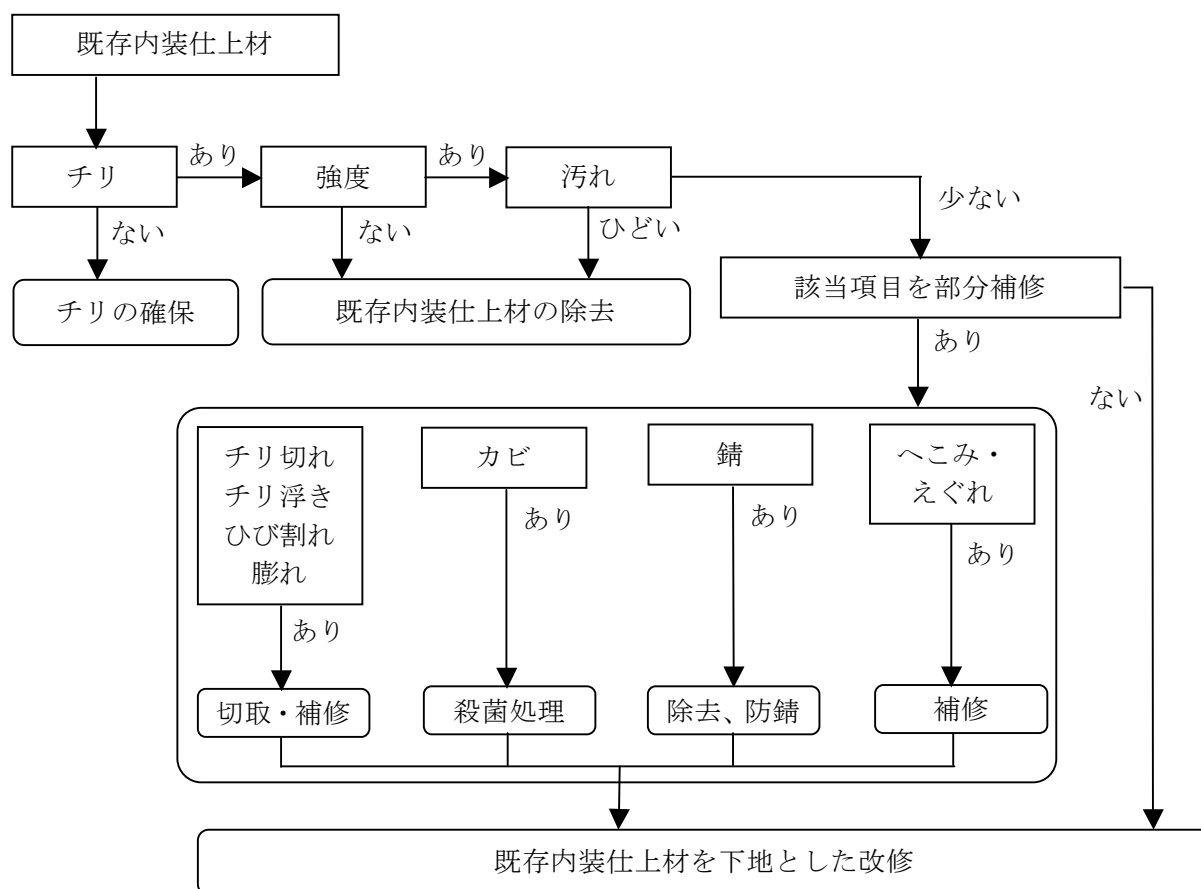 既存内装仕上材
チリ
あり
強度
あり
汚れ
少ない
ない
ない
ひどい
チリの確保
既存内装仕上材の除去
該当項目を部分補修
あり
ない
チリ切れ
チリ浮き
ひび割れ
膨れ
カビ
錆
へこみ・
えぐれ
あり
あり
あり
あり
切取・補修
殺菌処理
除去、防錆
補修
既存内装仕上材を下地とした改修